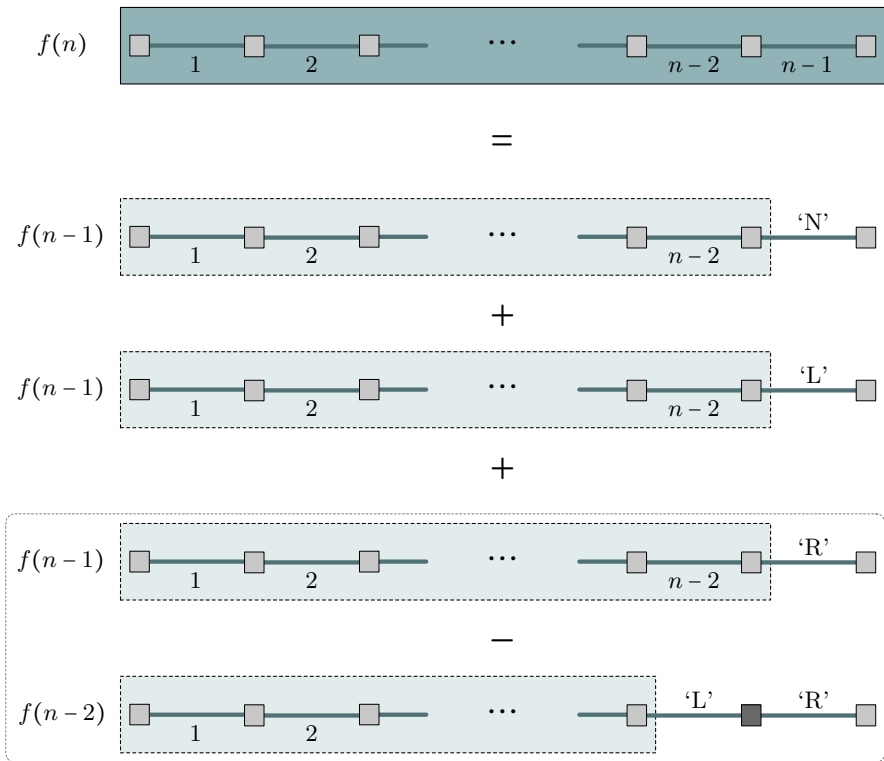 f(n) 1 2 ⋯ n − 2 n − 1
=
f(n − 1) 1 2 ⋯ n − 2 ‘N’
+
f(n − 1) 1 2 ⋯ n − 2 ‘L’
+
f(n − 1) 1 2 ⋯ n − 2 ‘R’
−
f(n − 2) 1 2 ⋯ ‘L’ ‘R’